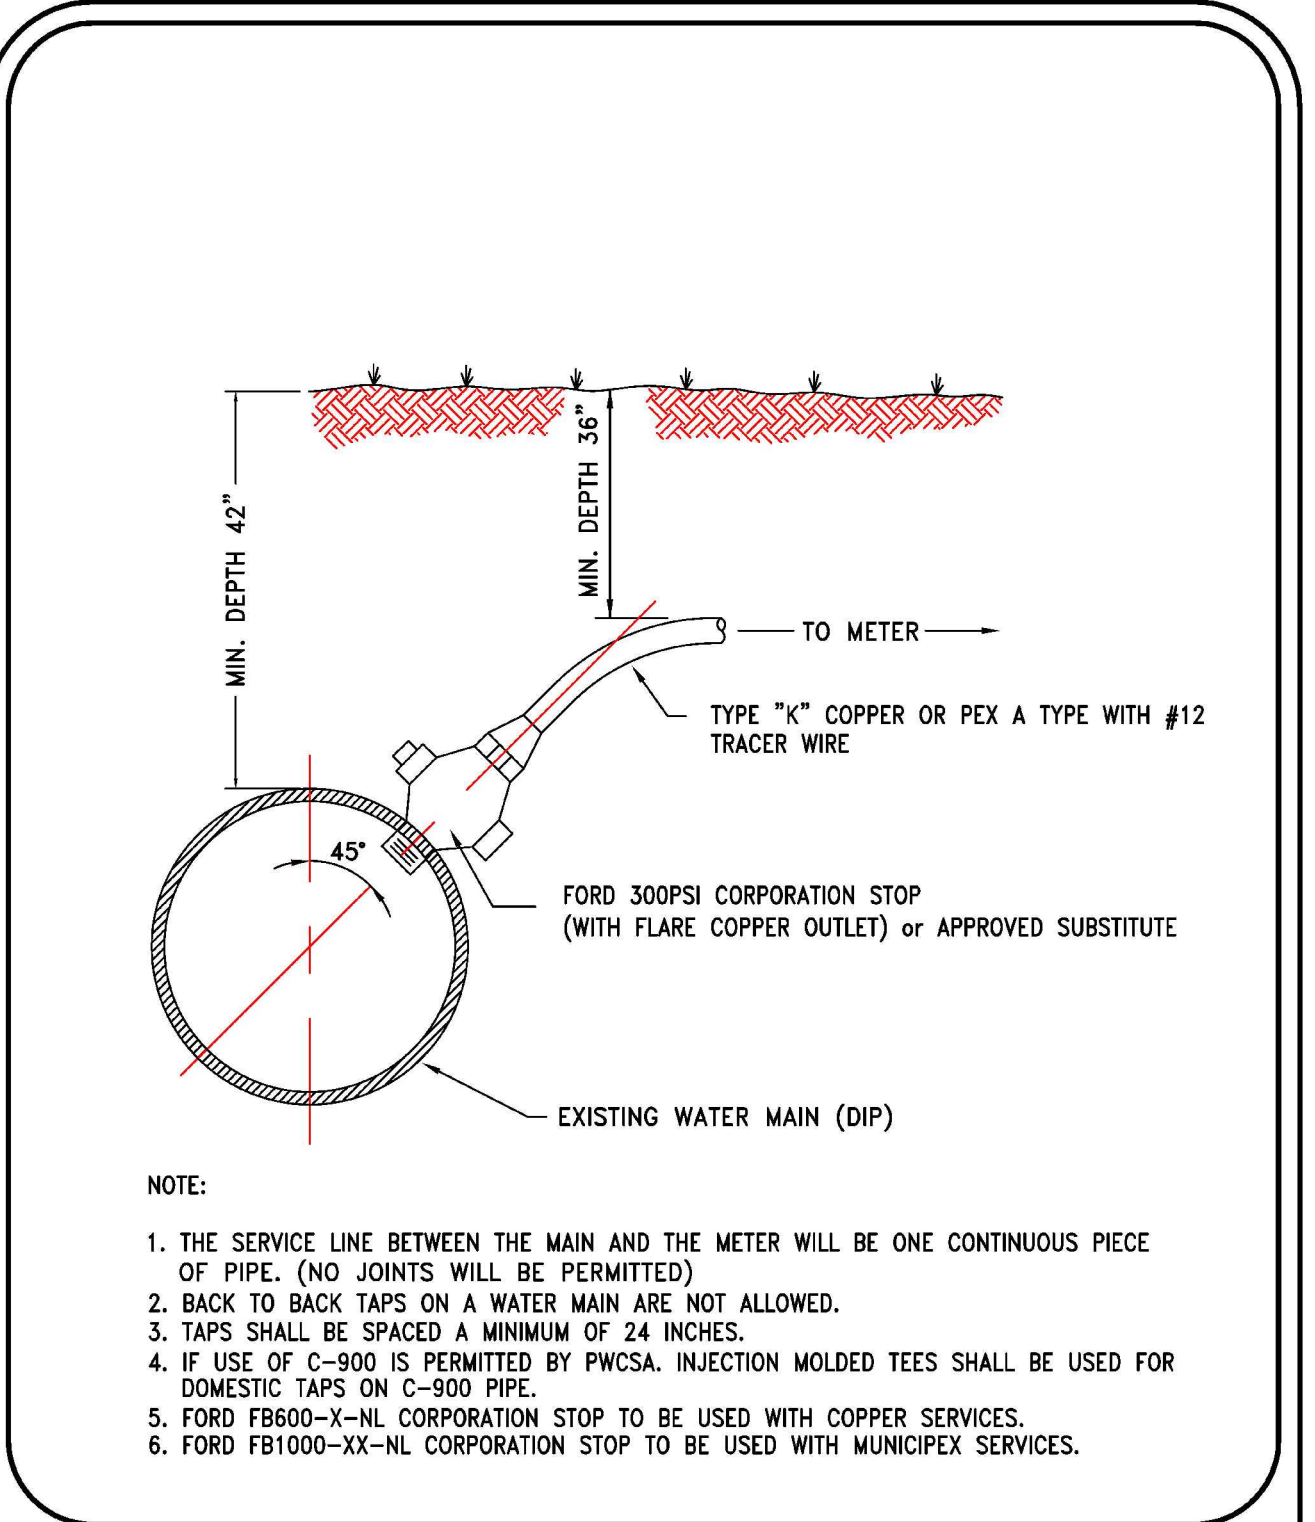 MIN. DEPTH 42”
MIN. DEPTH 36”
TO METER
TYPE ”K” COPPER OR PEX A TYPE WITH #12
TRACER WIRE
45°
FORD 300PSI CORPORATION STOP
(WITH FLARE COPPER OUTLET) or APPROVED SUBSTITUTE
EXISTING WATER MAIN (DIP)
NOTE:
1. THE SERVICE LINE BETWEEN THE MAIN AND THE METER WILL BE ONE CONTINUOUS PIECE
OF PIPE. (NO JOINTS WILL BE PERMITTED)
2. BACK TO BACK TAPS ON A WATER MAIN ARE NOT ALLOWED.
3. TAPS SHALL BE SPACED A MINIMUM OF 24 INCHES.
4. IF USE OF C-900 IS PERMITTED BY PWCSA. INJECTION MOLDED TEES SHALL BE USED FOR
DOMESTIC TAPS ON C-900 PIPE.
5. FORD FB600-X-NL CORPORATION STOP TO BE USED WITH COPPER SERVICES.
6. FORD FB1000-XX-NL CORPORATION STOP TO BE USED WITH MUNICIPEX SERVICES.